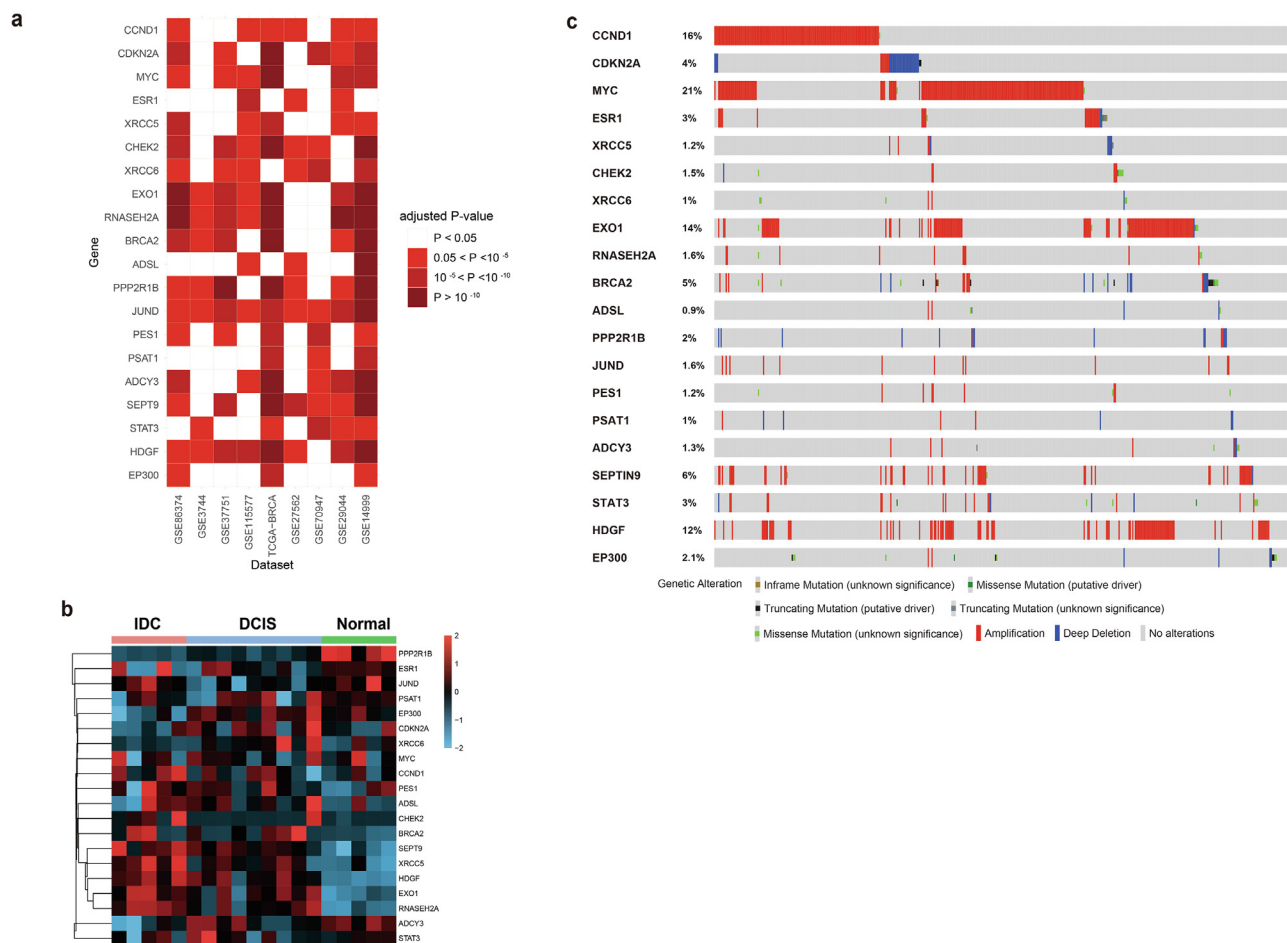 a
Gene
CCND1
CDKN2A
MYC
ESR1
XRCC5
CHEK2
XRCC6
EXO1
RNASEH2A
BRCA2
ADSL
PPP2R1B
JUND
PES1
PSAT1
ADCY3
SEPT9
STAT3
HDGF
EP300
GSE86374
GSE3744
GSE37751
GSE115577
TCGA-BRCA
GSE27562
GSE70947
GSE29044
GSE14999
Dataset
adjusted P-value
P < 0.05
0.05 < P <10 -5
10 -5 < P <10 -10
P > 10 -10
b
IDC DCIS Normal
PPP2R1B
ESR1
JUND
PSAT1
EP300
CDKN2A
XRCC6
MYC
CCND1
PES1
ADSL
CHEK2
BRCA2
SEPT9
XRCC5
HDGF
EXO1
RNASEH2A
ADCY3
STAT3
2
1
0
-1
-2
c
CCND1 16%
CDKN2A 4%
MYC 21%
ESR1 3%
XRCC5 1.2%
CHEK2 1.5%
XRCC6 1%
EXO1 14%
RNASEH2A 1.6%
BRCA2 5%
ADSL 0.9%
PPP2R1B 2%
JUND 1.6%
PES1 1.2%
PSAT1 1%
ADCY3 1.3%
SEPTIN9 6%
STAT3 3%
HDGF 12%
EP300 2.1%
Genetic Alteration Inframe Mutation (unknown significance) Missense Mutation (putative driver)
Truncating Mutation (putative driver) Truncating Mutation (unknown significance)
Missense Mutation (unknown significance) Amplification Deep Deletion No alterations